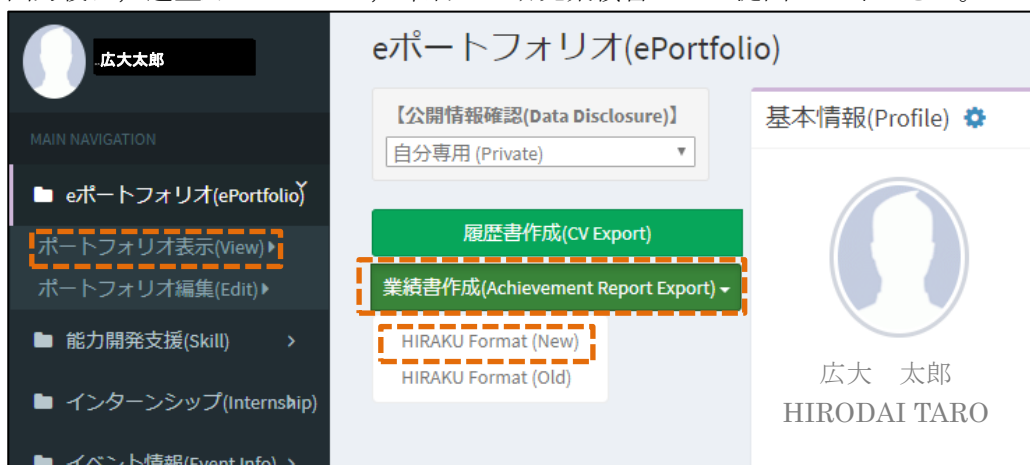 広大太郎
MAIN NAVIGATION
eポートフォリオ(ePortfolio)
ポートフォリオ表示(View)
ポートフォリオ編集(Edit)
能力開発支援(Skill)
インターンシップ(Internship)
イベント情報(Event Info)
eポートフォリオ(ePortfolio)
【公開情報確認(Data Disclosure)】
自分専用 (Private)
履歴書作成(CV Export)
業績書作成(Achievement Report Export)
HIRAKU Format (New)
HIRAKU Format (Old)
基本情報(Profile)
広大 太郎
HIRODAI TARO